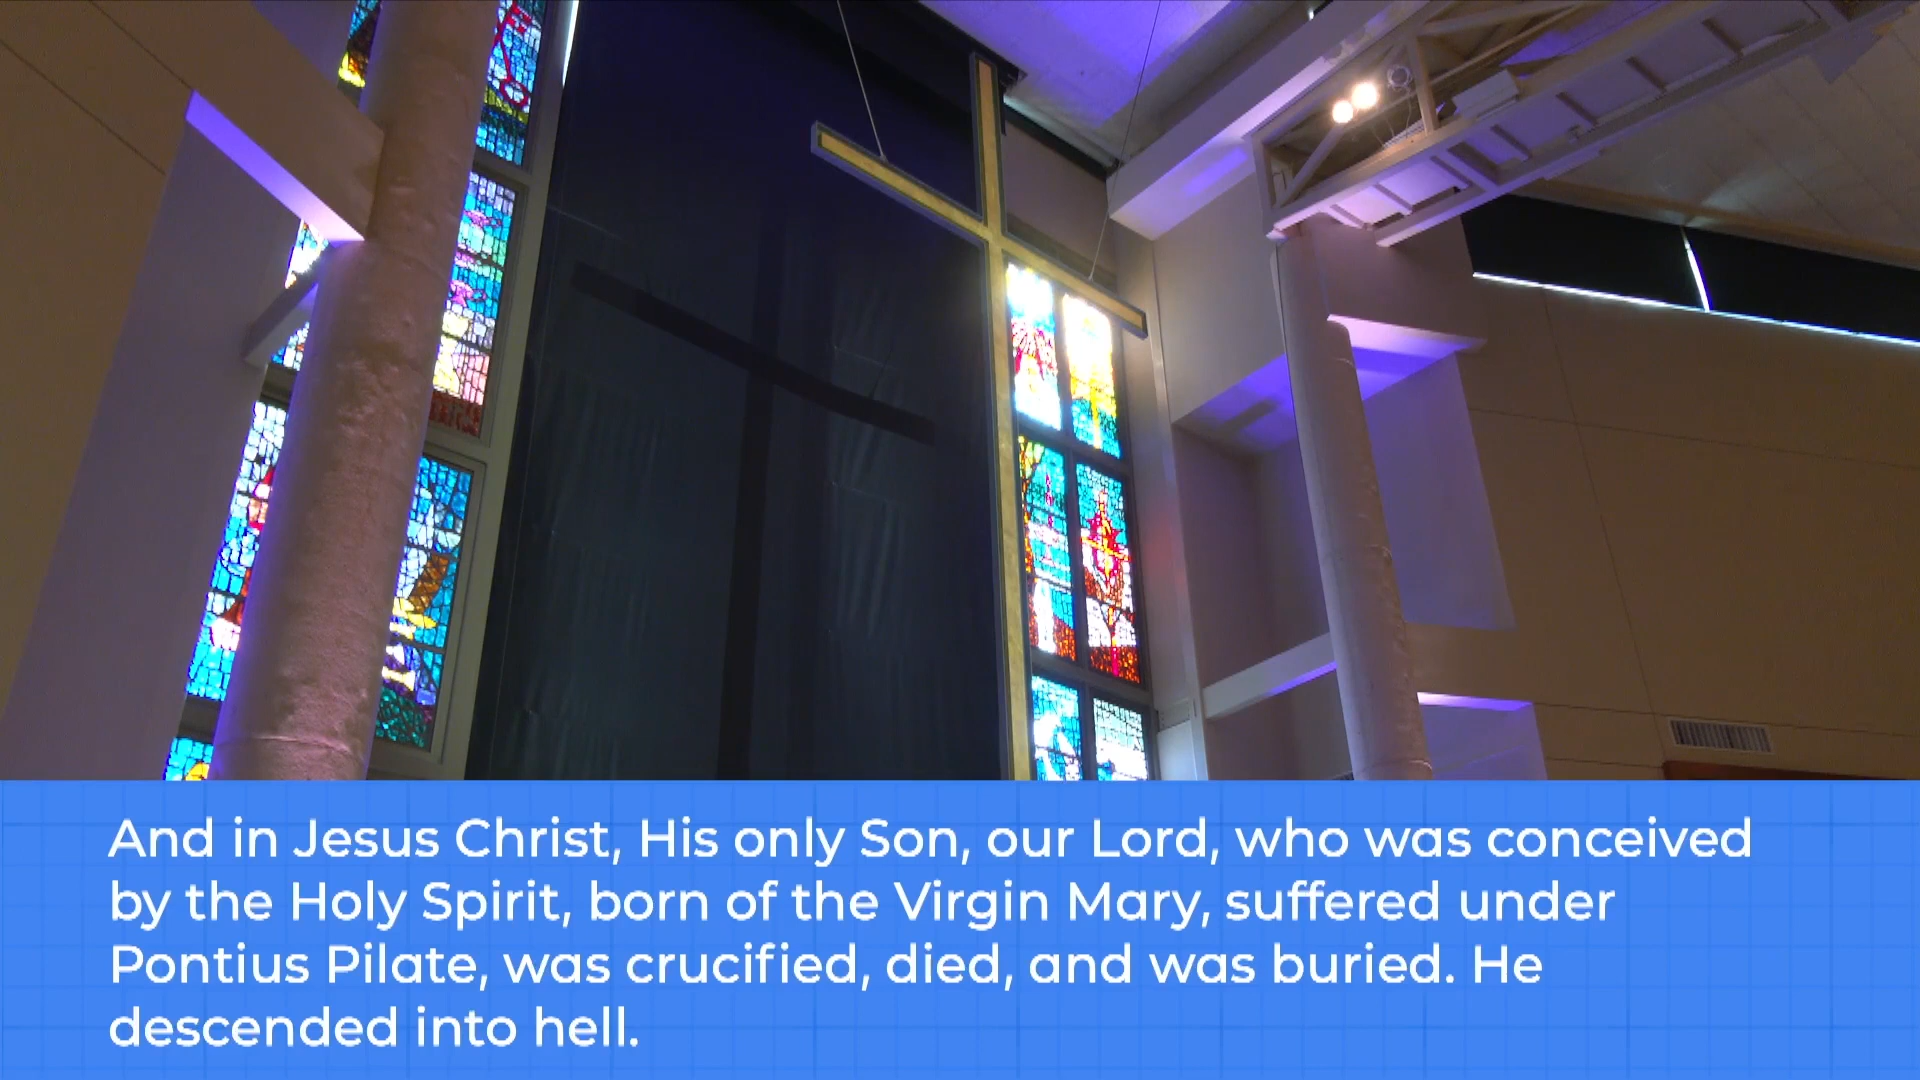 And in Jesus Christ, His only Son, our Lord, who was conceived
by the Holy Spirit, born of the Virgin Mary, suffered under
Pontius Pilate, was crucified, died, and was buried. He
descended into hell.